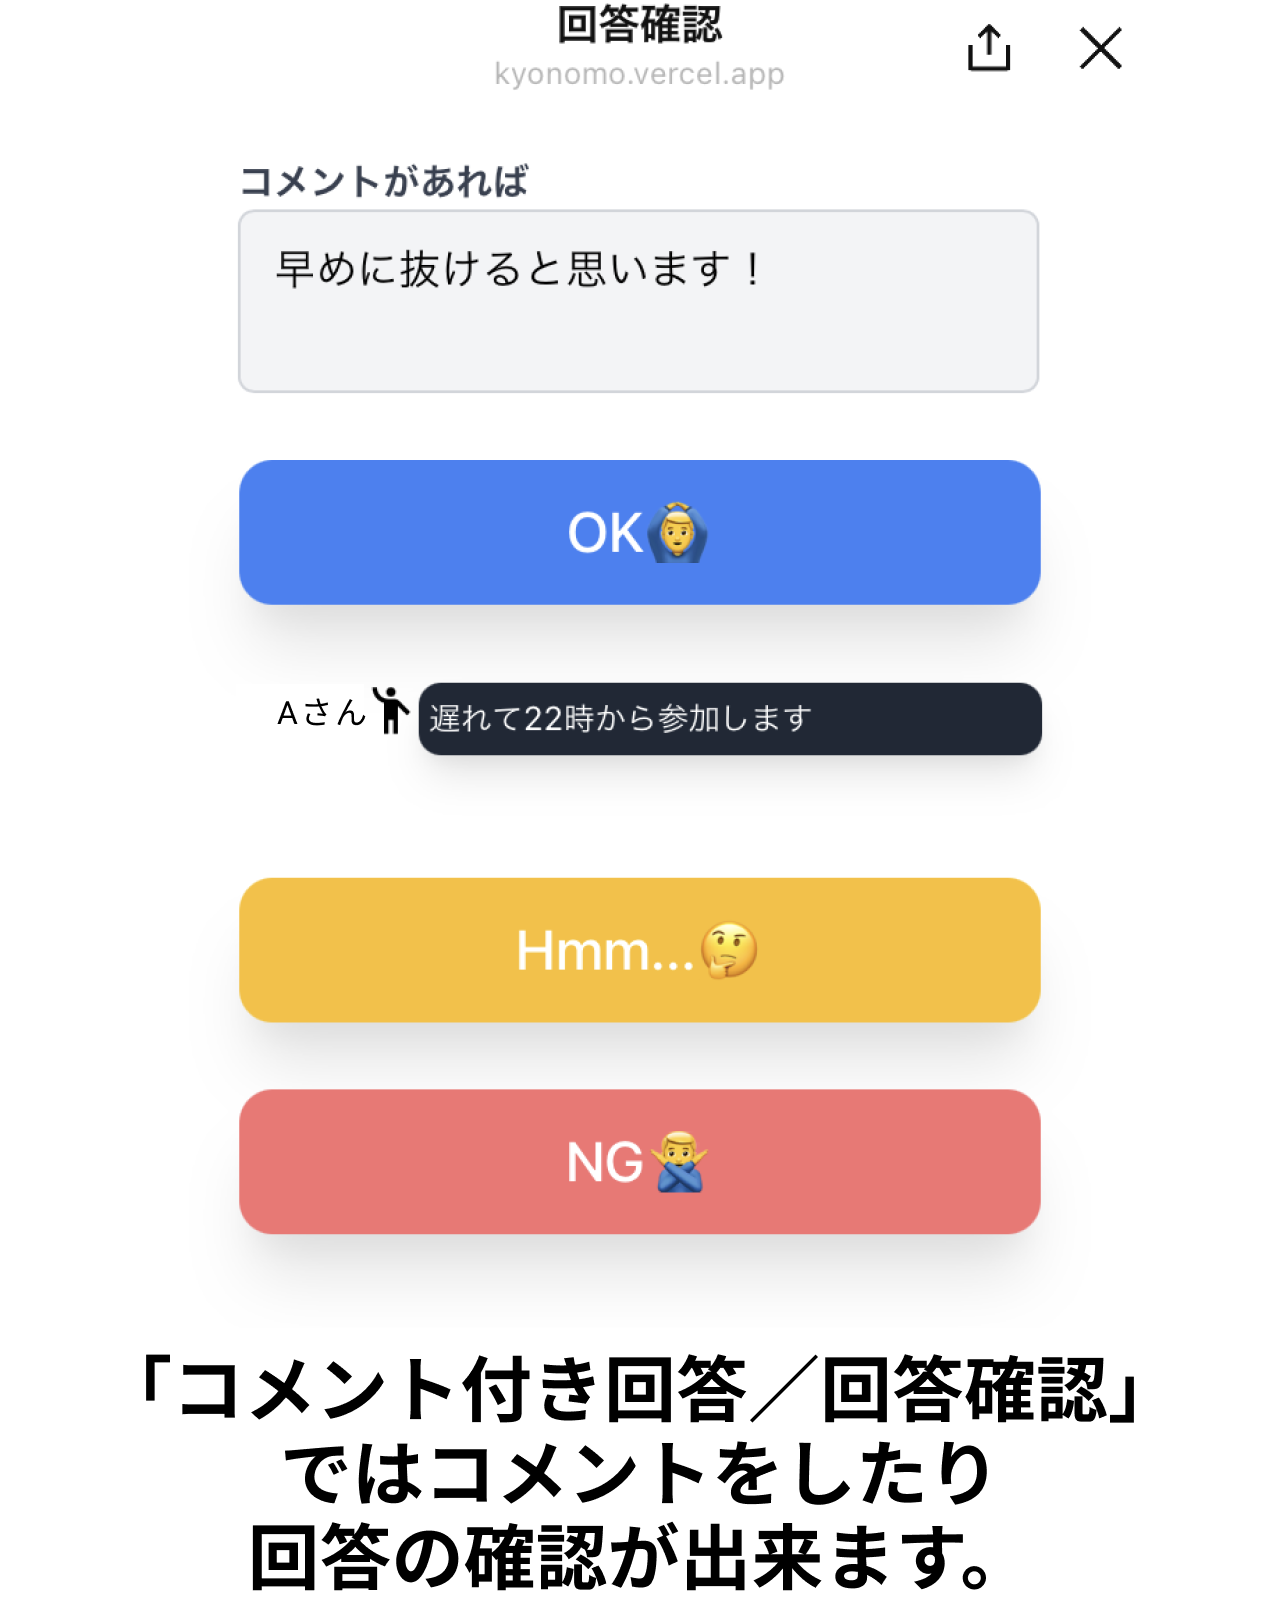 回答確認
kyonomo.vercel.app
コメントがあれば
早めに抜けると思います！
OK🙆‍♂️
Aさん 遅れて22時から参加します
Hmm...🤔
NG🙅‍♂️
「コメント付き回答／回答確認」
ではコメントをしたり
回答の確認が出来ます。